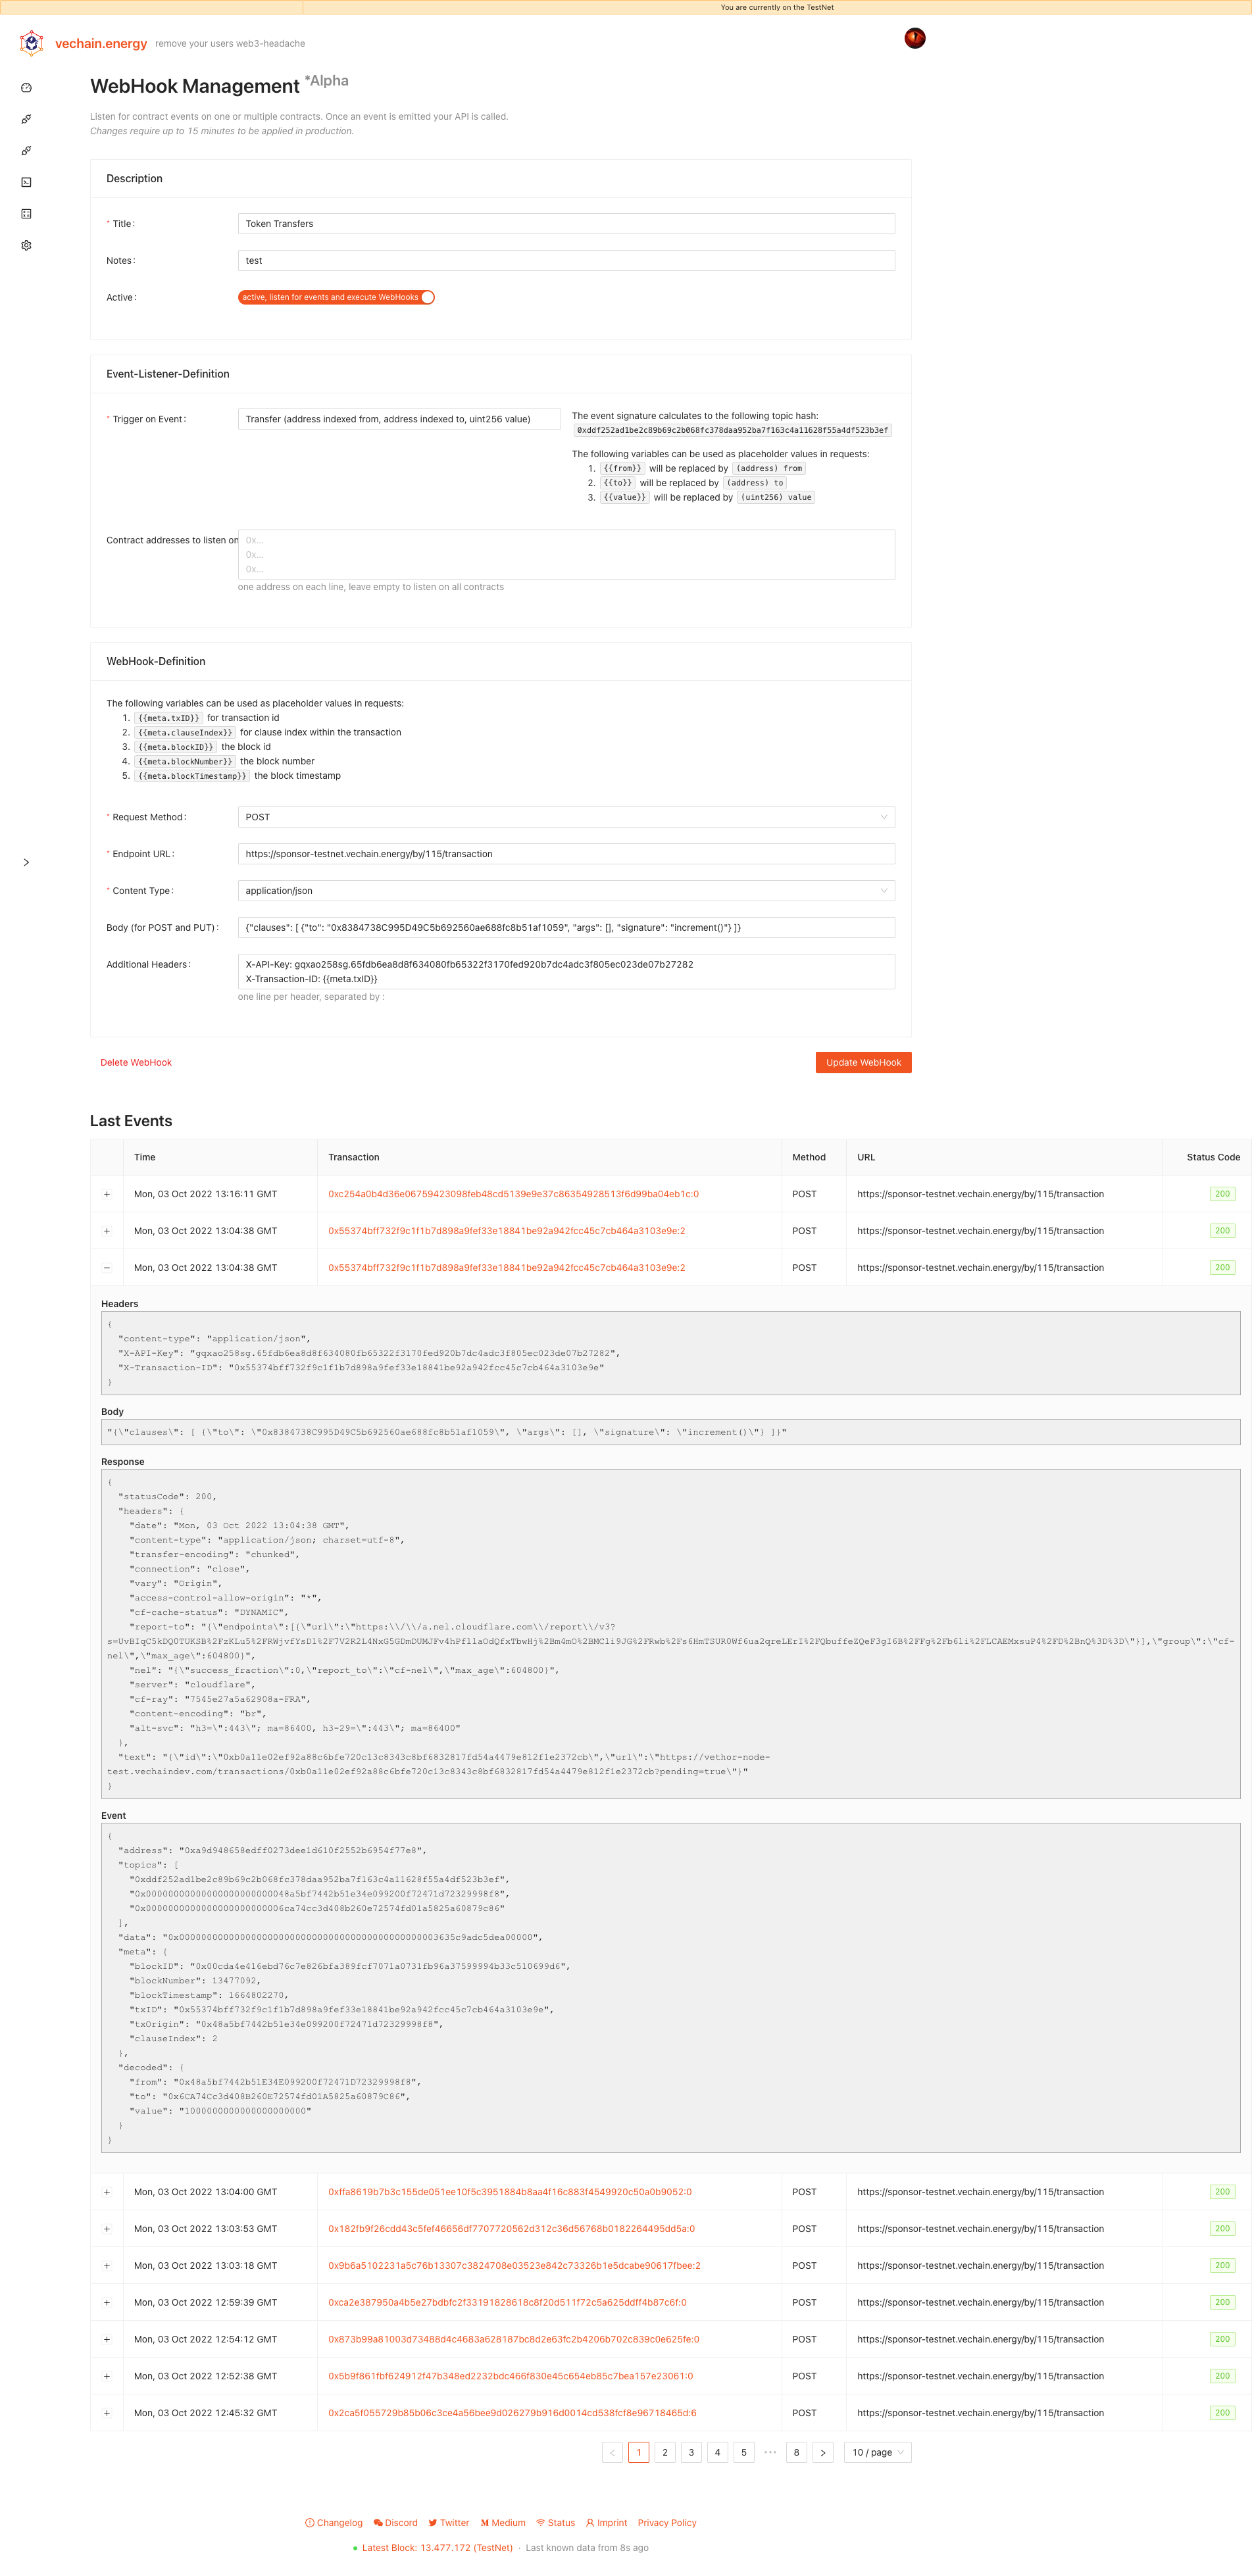 You are currently on the TestNet
vechain.energy remove your users web3-headache
WebHook Management *Alpha
Listen for contract events on one or multiple contracts. Once an event is emitted your API is called.
Changes require up to 15 minutes to be applied in production.
Description
* Title: Token Transfers
Notes: test
Active: active, listen for events and execute WebHooks
Event-Listener-Definition
* Trigger on Event: Transfer (address indexed from, address indexed to, uint256 value)
The event signature calculates to the following topic hash:
0xddf252ad1be2c89b69c2b068fc378daa952ba7f163c4a11628f55a4df523b3ef
The following variables can be used as placeholder values in requests:
1. {{from}} will be replaced by (address) from
2. {{to}} will be replaced by (address) to
3. {{value}} will be replaced by (uint256) value
Contract addresses to listen on
0x...
0x...
0x...
one address on each line, leave empty to listen on all contracts
WebHook-Definition
The following variables can be used as placeholder values in requests:
1. {{meta.txID}} for transaction id
2. {{meta.clauseIndex}} for clause index within the transaction
3. {{meta.blockID}} the block id
4. {{meta.blockNumber}} the block number
5. {{meta.blockTimestamp}} the block timestamp
* Request Method: POST
* Endpoint URL: https://sponsor-testnet.vechain.energy/by/115/transaction
* Content Type: application/json
Body (for POST and PUT): {"clauses": [ {"to": "0x8384738C995D49C5b692560ae688fc8b51af1059", "args": [], "signature": "increment()"} ]}
Additional Headers: X-API-Key: gqxao258sg.65fdb6ea8d8f634080fb65322f3170fed920b7dc4adc3f805ec023de07b27282
X-Transaction-ID: {{meta.txID}}
one line per header, separated by :
Delete WebHook Update WebHook
Last Events
Time Transaction Method URL Status Code
+ Mon, 03 Oct 2022 13:16:11 GMT 0xc254a0b4d36e06759423098feb48cd5139e9e37c86354928513f6d99ba04eb1c:0 POST https://sponsor-testnet.vechain.energy/by/115/transaction 200
+ Mon, 03 Oct 2022 13:04:38 GMT 0x55374bff732f9c1f1b7d898a9fef33e18841be92a942fcc45c7cb464a3103e9e:2 POST https://sponsor-testnet.vechain.energy/by/115/transaction 200
− Mon, 03 Oct 2022 13:04:38 GMT 0x55374bff732f9c1f1b7d898a9fef33e18841be92a942fcc45c7cb464a3103e9e:2 POST https://sponsor-testnet.vechain.energy/by/115/transaction 200
Headers
{
"content-type": "application/json",
"X-API-Key": "gqxao258sg.65fdb6ea8d8f634080fb65322f3170fed920b7dc4adc3f805ec023de07b27282",
"X-Transaction-ID": "0x55374bff732f9c1f1b7d898a9fef33e18841be92a942fcc45c7cb464a3103e9e"
}
Body
"{\"clauses\": [ {\"to\": \"0x8384738C995D49C5b692560ae688fc8b51af1059\", \"args\": [], \"signature\": \"increment()\"} ]}"
Response
{
"statusCode": 200,
"headers": {
"date": "Mon, 03 Oct 2022 13:04:38 GMT",
"content-type": "application/json; charset=utf-8",
"transfer-encoding": "chunked",
"connection": "close",
"vary": "Origin",
"access-control-allow-origin": "*",
"cf-cache-status": "DYNAMIC",
"report-to": "{\"endpoints\":[{\"url\":\"https:\\/\\/a.nel.cloudflare.com\\/report\\/v3?
nel\",\"max_age\":604800}",
"nel": "{\"success_fraction\":0,\"report_to\":\"cf-nel\",\"max_age\":604800}",
"server": "cloudflare",
"cf-ray": "7545e27a5a62908a-FRA",
"content-encoding": "br",
"alt-svc": "h3=\":443\"; ma=86400, h3-29=\":443\"; ma=86400"
},
"text": "{\"id\":\"0xb0a11e02ef92a88c6bfe720c13c8343c8bf6832817fd54a4479e812f1e2372cb\",\"url\":\"https://vethor-node-
test.vechaindev.com/transactions/0xb0a11e02ef92a88c6bfe720c13c8343c8bf6832817fd54a4479e812f1e2372cb?pending=true\"}"
}
Event
{
"address": "0xa9d948658edff0273dee1d610f2552b6954f77e8",
"topics": [
"0xddf252ad1be2c89b69c2b068fc378daa952ba7f163c4a11628f55a4df523b3ef",
"0x00000000000000000000000048a5bf7442b51e34e099200f72471d72329998f8",
"0x0000000000000000000000006ca74cc3d408b260e72574fd01a5825a60879c86"
],
"data": "0x00000000000000000000000000000000000000000000003635c9adc5dea00000",
"meta": {
"blockID": "0x00cda4e416ebd76c7e826bfa389fcf7071a0731fb96a37599994b33c510699d6",
"blockNumber": 13477092,
"blockTimestamp": 1664802270,
"txID": "0x55374bff732f9c1f1b7d898a9fef33e18841be92a942fcc45c7cb464a3103e9e",
"txOrigin": "0x48a5bf7442b51e34e099200f72471d72329998f8",
"clauseIndex": 2
},
"decoded": {
"from": "0x48a5bf7442b51E34E099200f72471D72329998f8",
"to": "0x6CA74Cc3d408B260E72574fd01A5825a60879C86",
"value": "1000000000000000000000"
}
}
+ Mon, 03 Oct 2022 13:04:00 GMT 0xffa8619b7b3c155de051ee10f5c3951884b8aa4f16c883f4549920c50a0b9052:0 POST https://sponsor-testnet.vechain.energy/by/115/transaction 200
+ Mon, 03 Oct 2022 13:03:53 GMT 0x182fb9f26cdd43c5fef46656df7707720562d312c36d56768b0182264495dd5a:0 POST https://sponsor-testnet.vechain.energy/by/115/transaction 200
+ Mon, 03 Oct 2022 13:03:18 GMT 0x9b6a5102231a5c76b13307c3824708e03523e842c73326b1e5dcabe90617fbee:2 POST https://sponsor-testnet.vechain.energy/by/115/transaction 200
+ Mon, 03 Oct 2022 12:59:39 GMT 0xca2e387950a4b5e27bdbfc2f33191828618c8f20d511f72c5a625ddff4b87c6f:0 POST https://sponsor-testnet.vechain.energy/by/115/transaction 200
+ Mon, 03 Oct 2022 12:54:12 GMT 0x873b99a81003d73488d4c4683a628187bc8d2e63fc2b4206b702c839c0e625fe:0 POST https://sponsor-testnet.vechain.energy/by/115/transaction 200
+ Mon, 03 Oct 2022 12:52:38 GMT 0x5b9f861fbf624912f47b348ed2232bdc466f830e45c654eb85c7bea157e23061:0 POST https://sponsor-testnet.vechain.energy/by/115/transaction 200
+ Mon, 03 Oct 2022 12:45:32 GMT 0x2ca5f055729b85b06c3ce4a56bee9d026279b916d0014cd538fcf8e96718465d:6 POST https://sponsor-testnet.vechain.energy/by/115/transaction 200
< 1 2 3 4 5 ••• 8 > 10 / page
Changelog Discord Twitter Medium Status Imprint Privacy Policy
Latest Block: 13.477.172 (TestNet) · Last known data from 8s ago